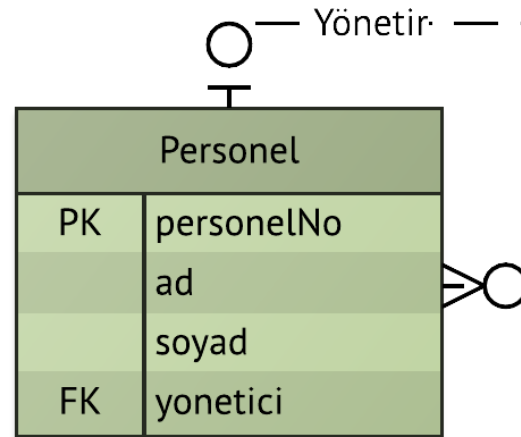 Yönetir
Personel
PK personelNo
ad
soyad
FK yonetici